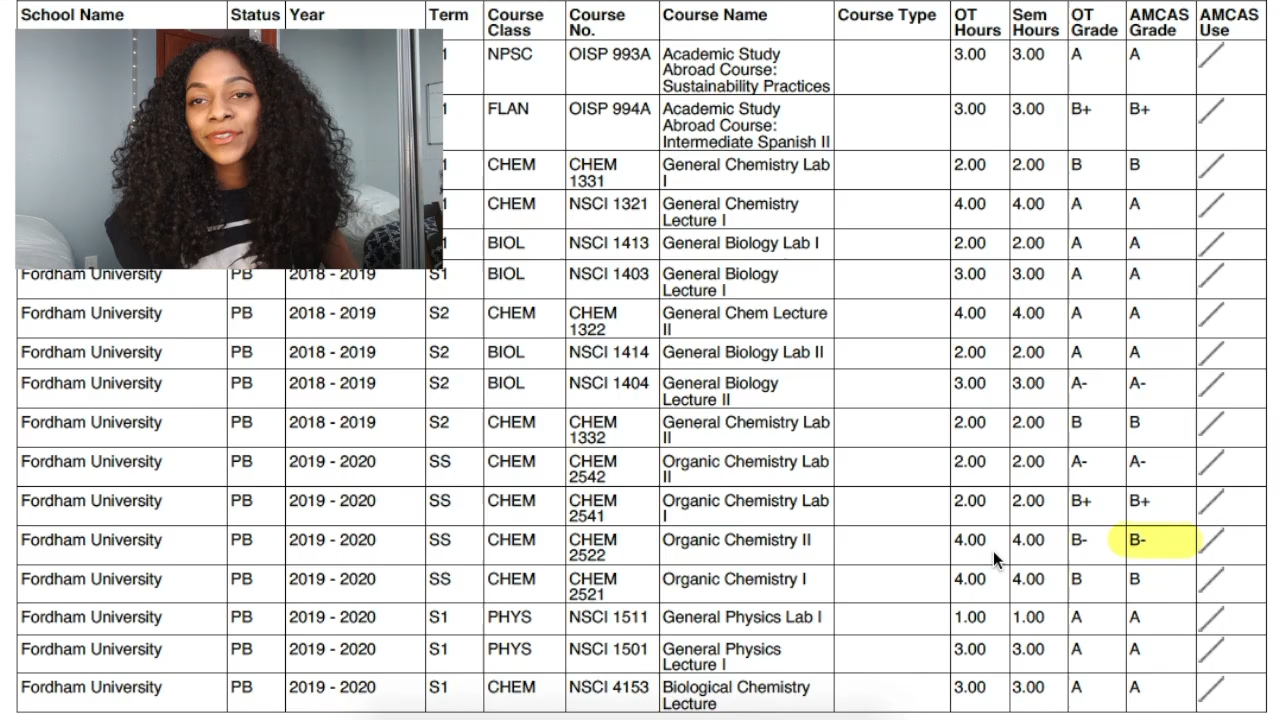 School Name Status Year Term Course Class Course No. Course Name Course Type OT Hours Sem Hours OT Grade AMCAS Grade AMCAS Use
1 NPSC OISP 993A Academic Study Abroad Course: Sustainability Practices 3.00 3.00 A A
1 FLAN OISP 994A Academic Study Abroad Course: Intermediate Spanish II 3.00 3.00 B+ B+
1 CHEM CHEM 1331 General Chemistry Lab I 2.00 2.00 B B
1 CHEM NSCI 1321 General Chemistry Lecture I 4.00 4.00 A A
1 BIOL NSCI 1413 General Biology Lab I 2.00 2.00 A A
Fordham University PB 2018 - 2019 S1 BIOL NSCI 1403 General Biology Lecture I 3.00 3.00 A A
Fordham University PB 2018 - 2019 S2 CHEM CHEM 1322 General Chem Lecture II 4.00 4.00 A A
Fordham University PB 2018 - 2019 S2 BIOL NSCI 1414 General Biology Lab II 2.00 2.00 A A
Fordham University PB 2018 - 2019 S2 BIOL NSCI 1404 General Biology Lecture II 3.00 3.00 A- A-
Fordham University PB 2018 - 2019 S2 CHEM CHEM 1332 General Chemistry Lab II 2.00 2.00 B B
Fordham University PB 2019 - 2020 SS CHEM CHEM 2542 Organic Chemistry Lab II 2.00 2.00 A- A-
Fordham University PB 2019 - 2020 SS CHEM CHEM 2541 Organic Chemistry Lab I 2.00 2.00 B+ B+
Fordham University PB 2019 - 2020 SS CHEM CHEM 2522 Organic Chemistry II 4.00 4.00 B- B-
Fordham University PB 2019 - 2020 SS CHEM CHEM 2521 Organic Chemistry I 4.00 4.00 B B
Fordham University PB 2019 - 2020 S1 PHYS NSCI 1511 General Physics Lab I 1.00 1.00 A A
Fordham University PB 2019 - 2020 S1 PHYS NSCI 1501 General Physics Lecture I 3.00 3.00 A A
Fordham University PB 2019 - 2020 S1 CHEM NSCI 4153 Biological Chemistry Lecture 3.00 3.00 A A